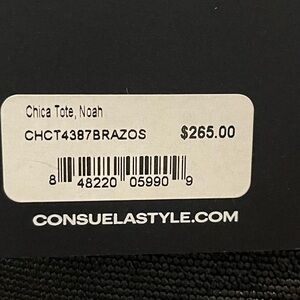 Chica Tote, Noah
CHCT4387BRAZOS $265.00
8 48220 05990 9
CONSUELASTYLE.COM